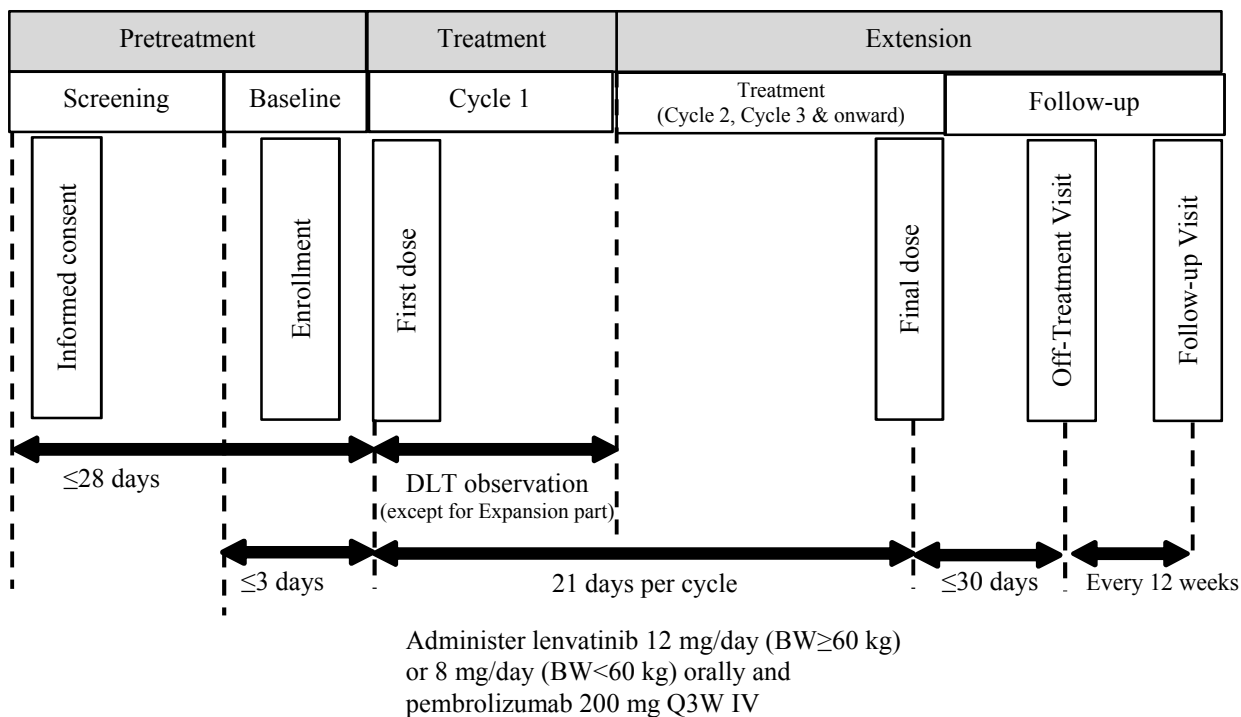 Pretreatment
Treatment
Extension
Screening
Baseline
Cycle 1
Treatment
(Cycle 2, Cycle 3 & onward)
Follow-up
Informed consent
Enrollment
First dose
Final dose
Off-Treatment Visit
Follow-up Visit
≤28 days
DLT observation
(except for Expansion part)
≤3 days
21 days per cycle
≤30 days
Every 12 weeks
Administer lenvatinib 12 mg/day (BW≥60 kg)
or 8 mg/day (BW<60 kg) orally and
pembrolizumab 200 mg Q3W IV